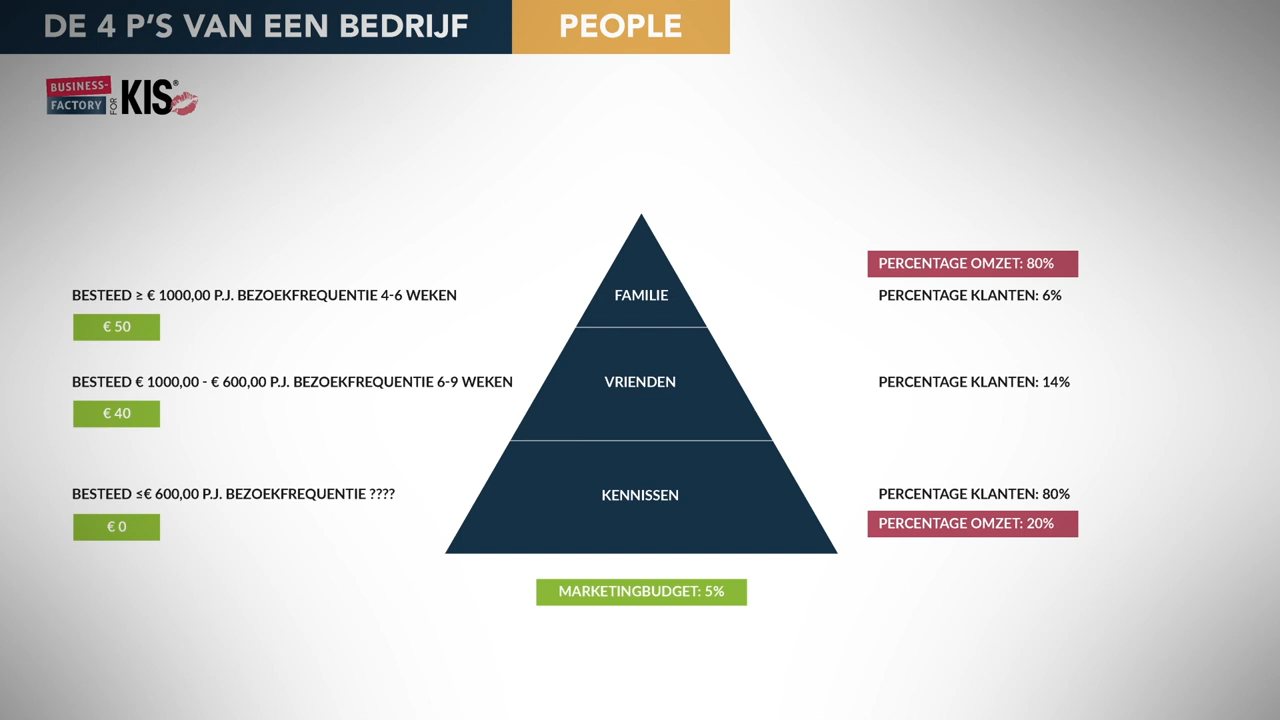 DE 4 P'S VAN EEN BEDRIJF
PEOPLE
BUSINESS-
FACTORY
FOR
KIS®
PERCENTAGE OMZET: 80%
BESTEED ≥ € 1000,00 P.J. BEZOEKFREQUENTIE 4-6 WEKEN
FAMILIE
PERCENTAGE KLANTEN: 6%
€ 50
BESTEED € 1000,00 - € 600,00 P.J. BEZOEKFREQUENTIE 6-9 WEKEN
VRIENDEN
PERCENTAGE KLANTEN: 14%
€ 40
BESTEED ≤€ 600,00 P.J. BEZOEKFREQUENTIE ????
KENNISSEN
PERCENTAGE KLANTEN: 80%
€ 0
PERCENTAGE OMZET: 20%
MARKETINGBUDGET: 5%